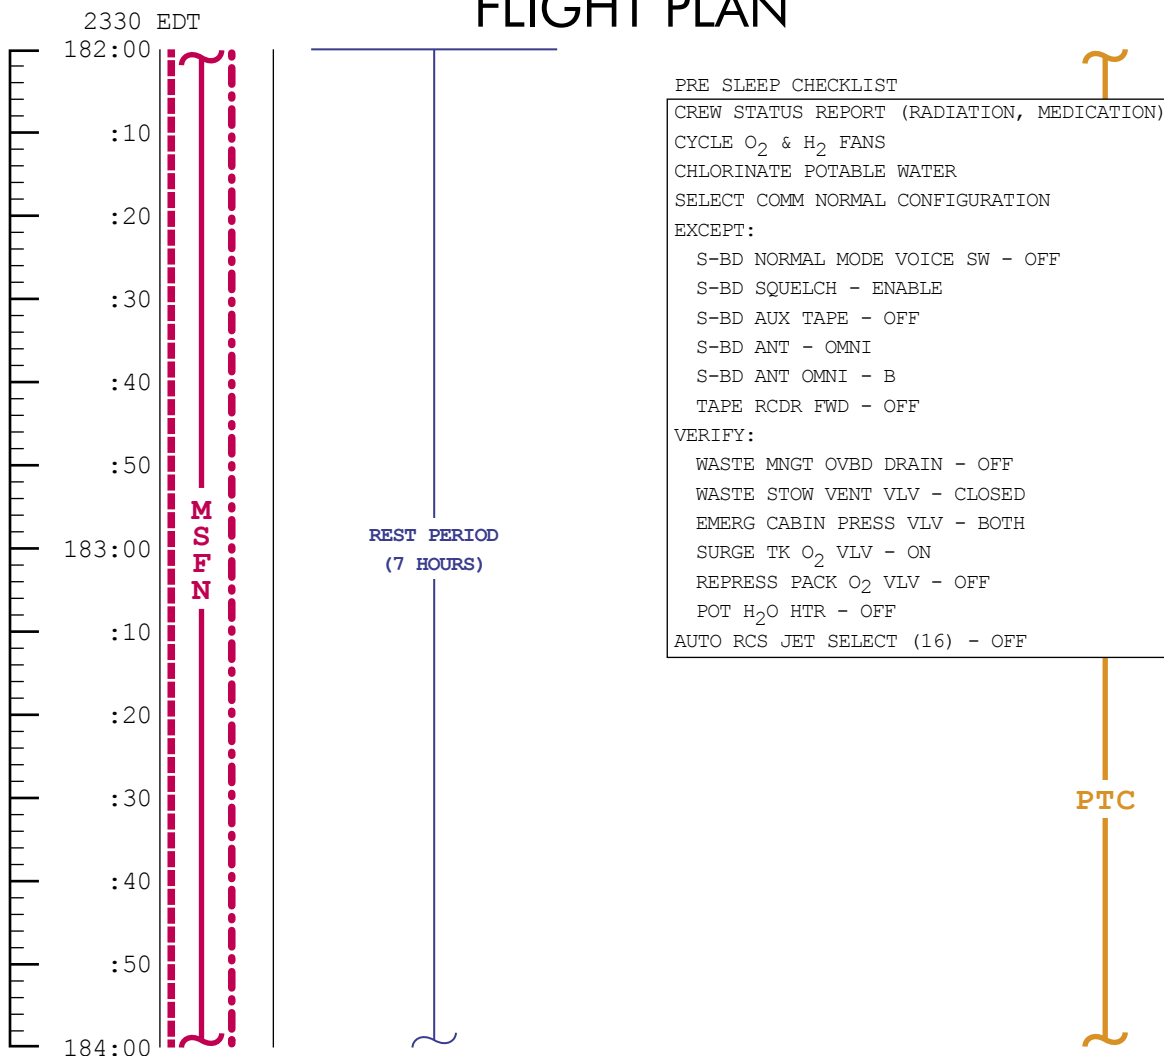 FLIGHT PLAN
2330 EDT
182:00
:10
:20
:30
:40
:50
183:00
:10
:20
:30
:40
:50
184:00
MSFN
REST PERIOD
(7 HOURS)
PRE SLEEP CHECKLIST
CREW STATUS REPORT (RADIATION, MEDICATION)
CYCLE O2 & H2 FANS
CHLORINATE POTABLE WATER
SELECT COMM NORMAL CONFIGURATION
EXCEPT:
S-BD NORMAL MODE VOICE SW - OFF
S-BD SQUELCH - ENABLE
S-BD AUX TAPE - OFF
S-BD ANT - OMNI
S-BD ANT OMNI - B
TAPE RCDR FWD - OFF
VERIFY:
WASTE MNGT OVBD DRAIN - OFF
WASTE STOW VENT VLV - CLOSED
EMERG CABIN PRESS VLV - BOTH
SURGE TK O2 VLV - ON
REPRESS PACK O2 VLV - OFF
POT H2O HTR - OFF
AUTO RCS JET SELECT (16) - OFF
PTC